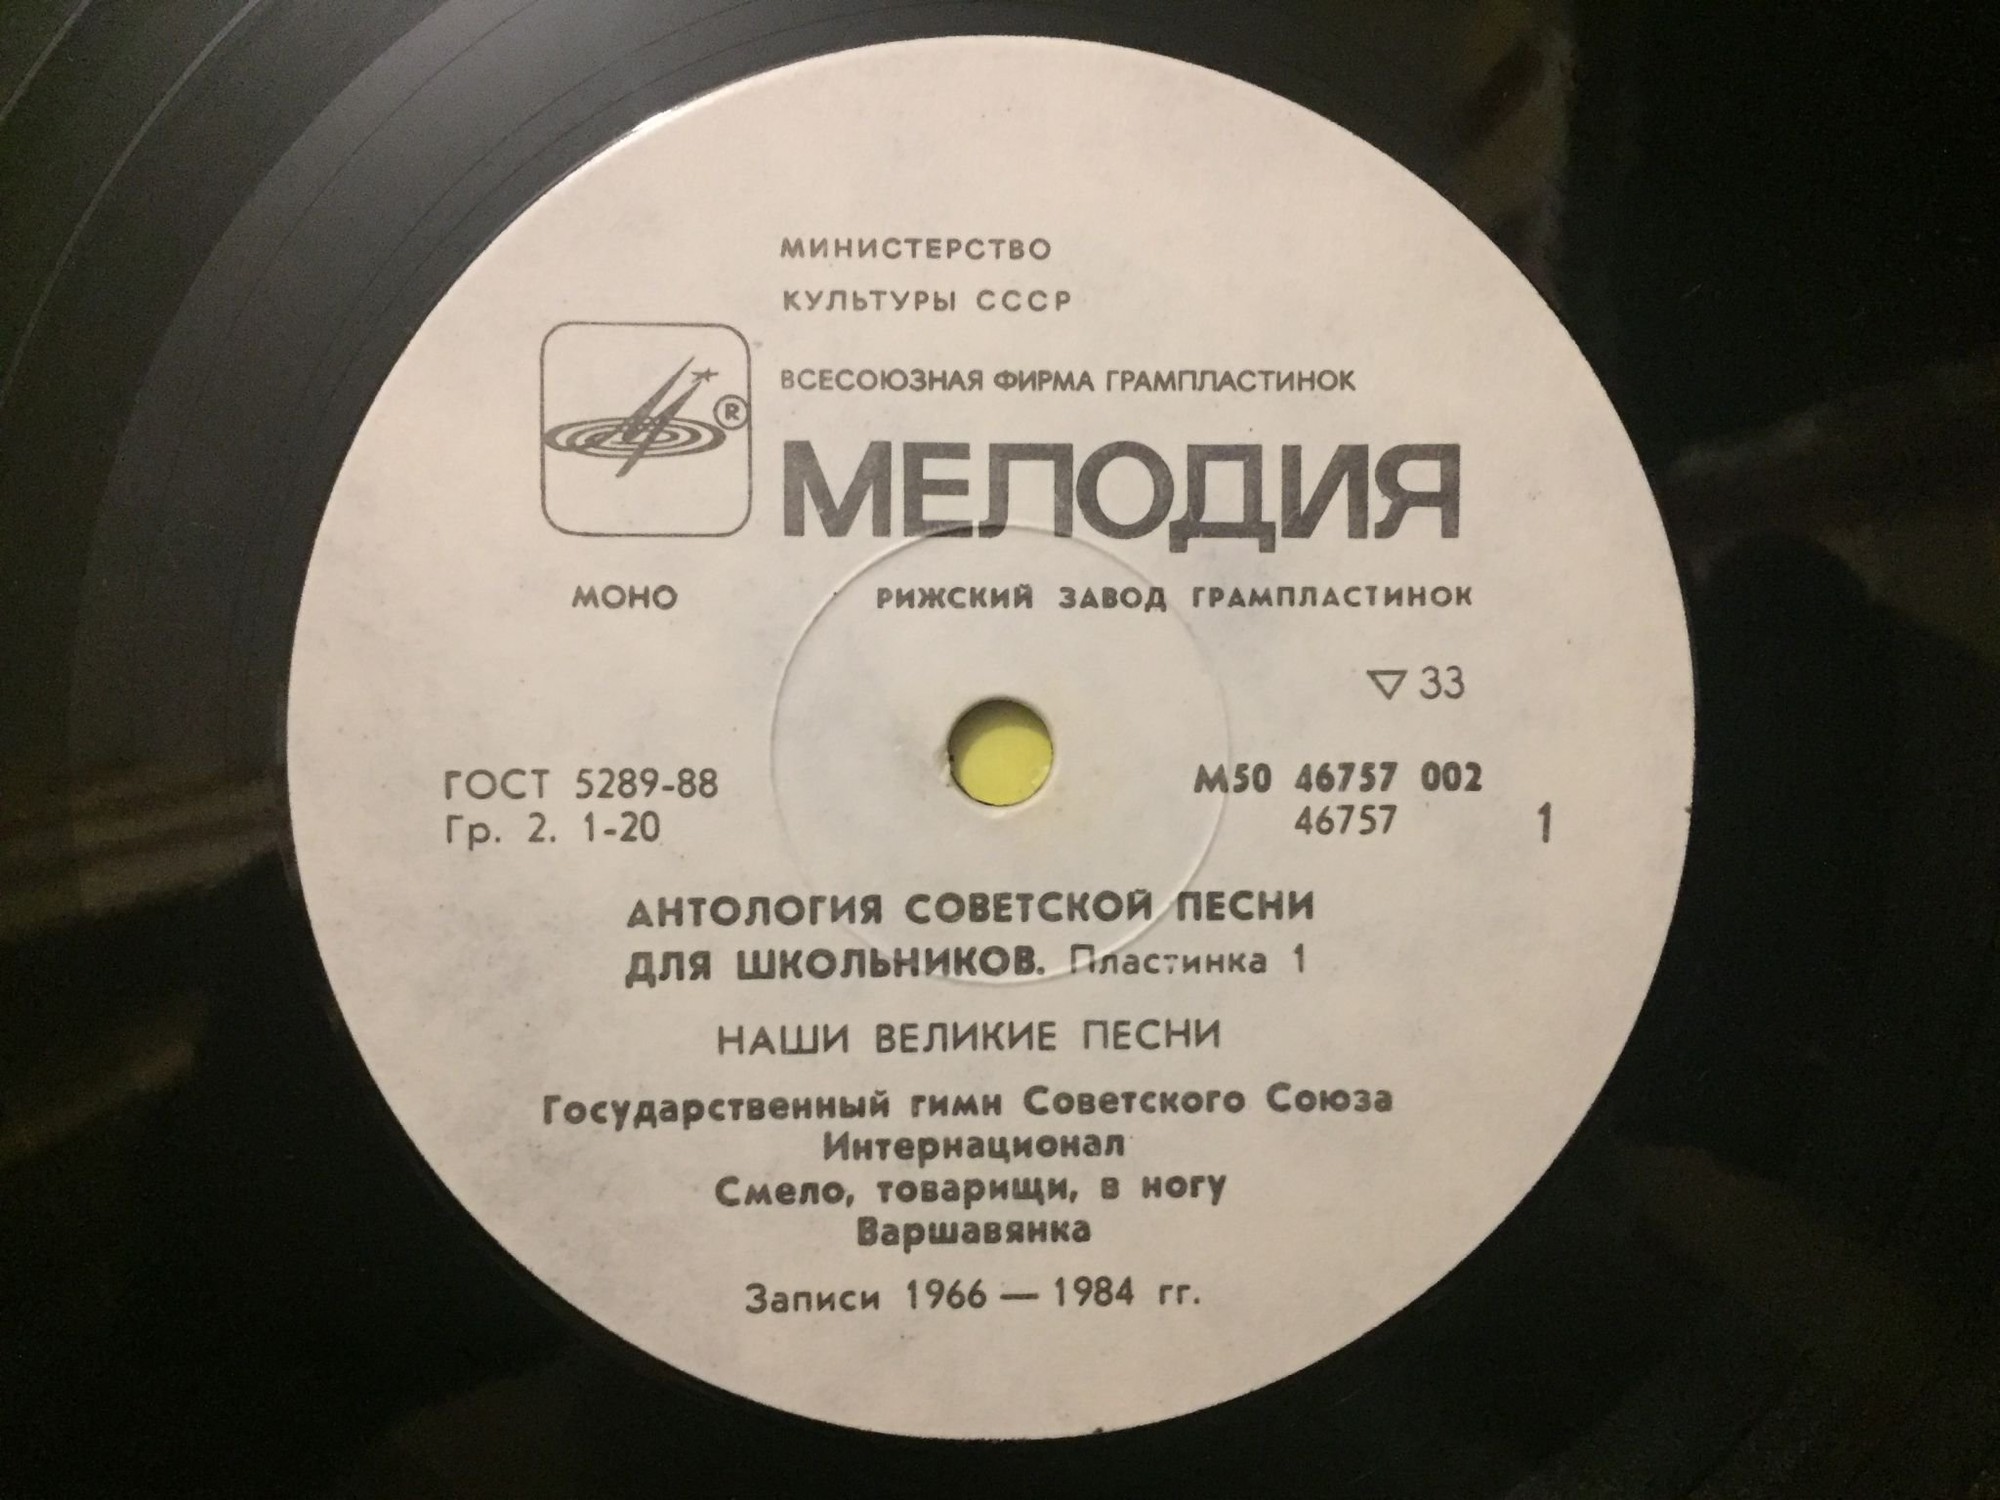 МИНИСТЕРСТВО
КУЛЬТУРЫ СССР
ВСЕСОЮЗНАЯ ФИРМА ГРАМПЛАСТИНОК
®
МЕЛОДИЯ
МОНО РИЖСКИЙ ЗАВОД ГРАМПЛАСТИНОК
▽ 33
ГОСТ 5289-88 М50 46757 002
Гр. 2. 1-20 46757 1
АНТОЛОГИЯ СОВЕТСКОЙ ПЕСНИ
ДЛЯ ШКОЛЬНИКОВ. Пластинка 1
НАШИ ВЕЛИКИЕ ПЕСНИ
Государственный гимн Советского Союза
Интернационал
Смело, товарищи, в ногу
Варшавянка
Записи 1966 — 1984 гг.